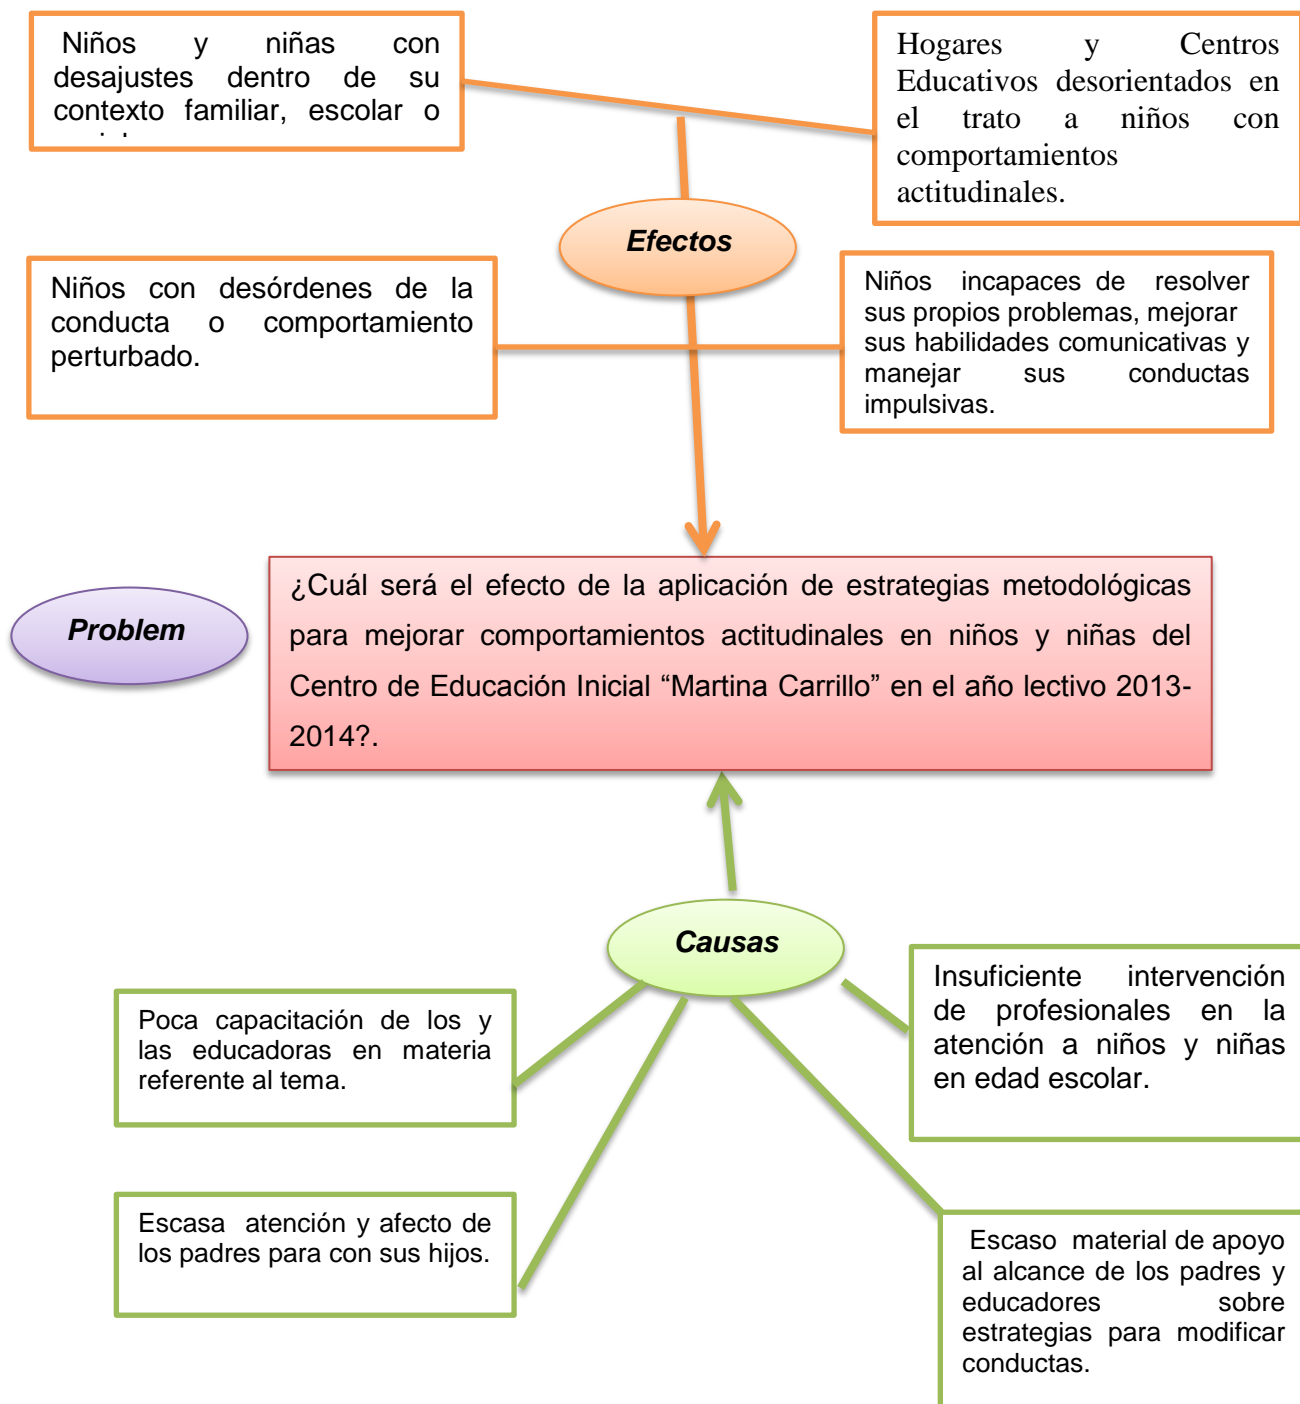 Niños y niñas con
desajustes dentro de su
contexto familiar, escolar o
Hogares y Centros
Educativos desorientados en
el trato a niños con
comportamientos
actitudinales.
Efectos
Niños con desórdenes de la
conducta o comportamiento
perturbado.
Niños incapaces de resolver
sus propios problemas, mejorar
sus habilidades comunicativas y
manejar sus conductas
impulsivas.
Problem
¿Cuál será el efecto de la aplicación de estrategias metodológicas
para mejorar comportamientos actitudinales en niños y niñas del
Centro de Educación Inicial “Martina Carrillo” en el año lectivo 2013-
2014?.
Causas
Poca capacitación de los y
las educadoras en materia
referente al tema.
Insuficiente intervención
de profesionales en la
atención a niños y niñas
en edad escolar.
Escasa atención y afecto de
los padres para con sus hijos.
Escaso material de apoyo
al alcance de los padres y
educadores sobre
estrategias para modificar
conductas.